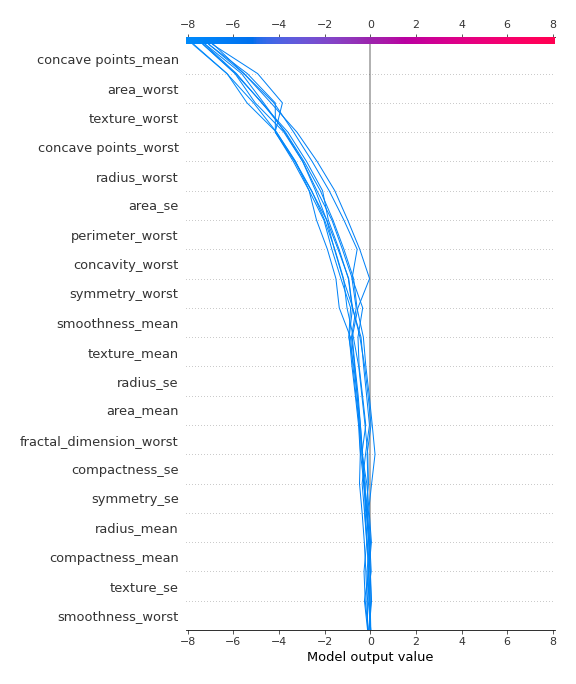 −8 −6 −4 −2 0 2 4 6 8
concave points_mean
area_worst
texture_worst
concave points_worst
radius_worst
area_se
perimeter_worst
concavity_worst
symmetry_worst
smoothness_mean
texture_mean
radius_se
area_mean
fractal_dimension_worst
compactness_se
symmetry_se
radius_mean
compactness_mean
texture_se
smoothness_worst
−8 −6 −4 −2 0 2 4 6 8
Model output value